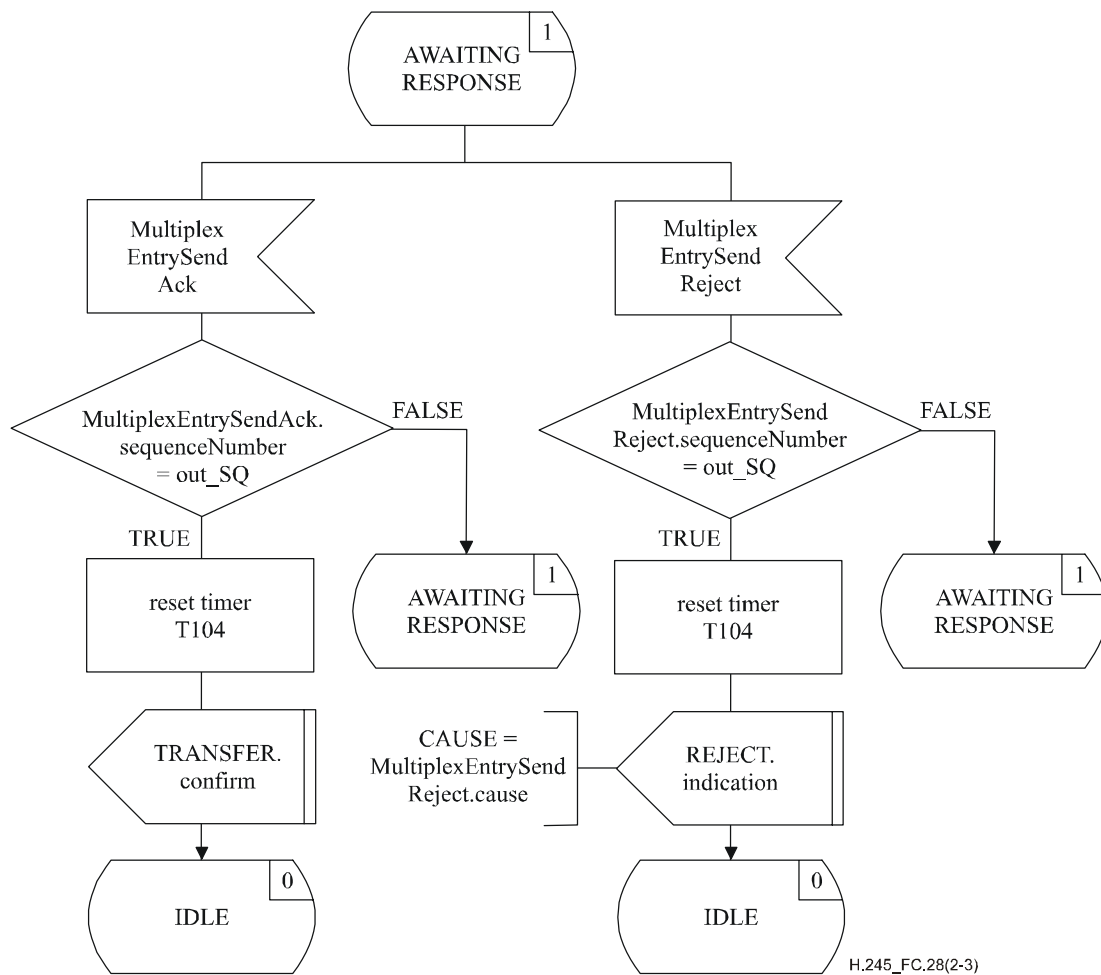 1
AWAITING
RESPONSE
Multiplex
EntrySend
Ack
Multiplex
EntrySend
Reject
MultiplexEntrySendAck.
sequenceNumber
= out_SQ
FALSE
TRUE
MultiplexEntrySend
Reject.sequenceNumber
= out_SQ
FALSE
TRUE
reset timer
T104
1
AWAITING
RESPONSE
reset timer
T104
1
AWAITING
RESPONSE
TRANSFER.
confirm
CAUSE =
MultiplexEntrySend
Reject.cause
REJECT.
indication
0
IDLE
0
IDLE
H.245_FC.28(2-3)